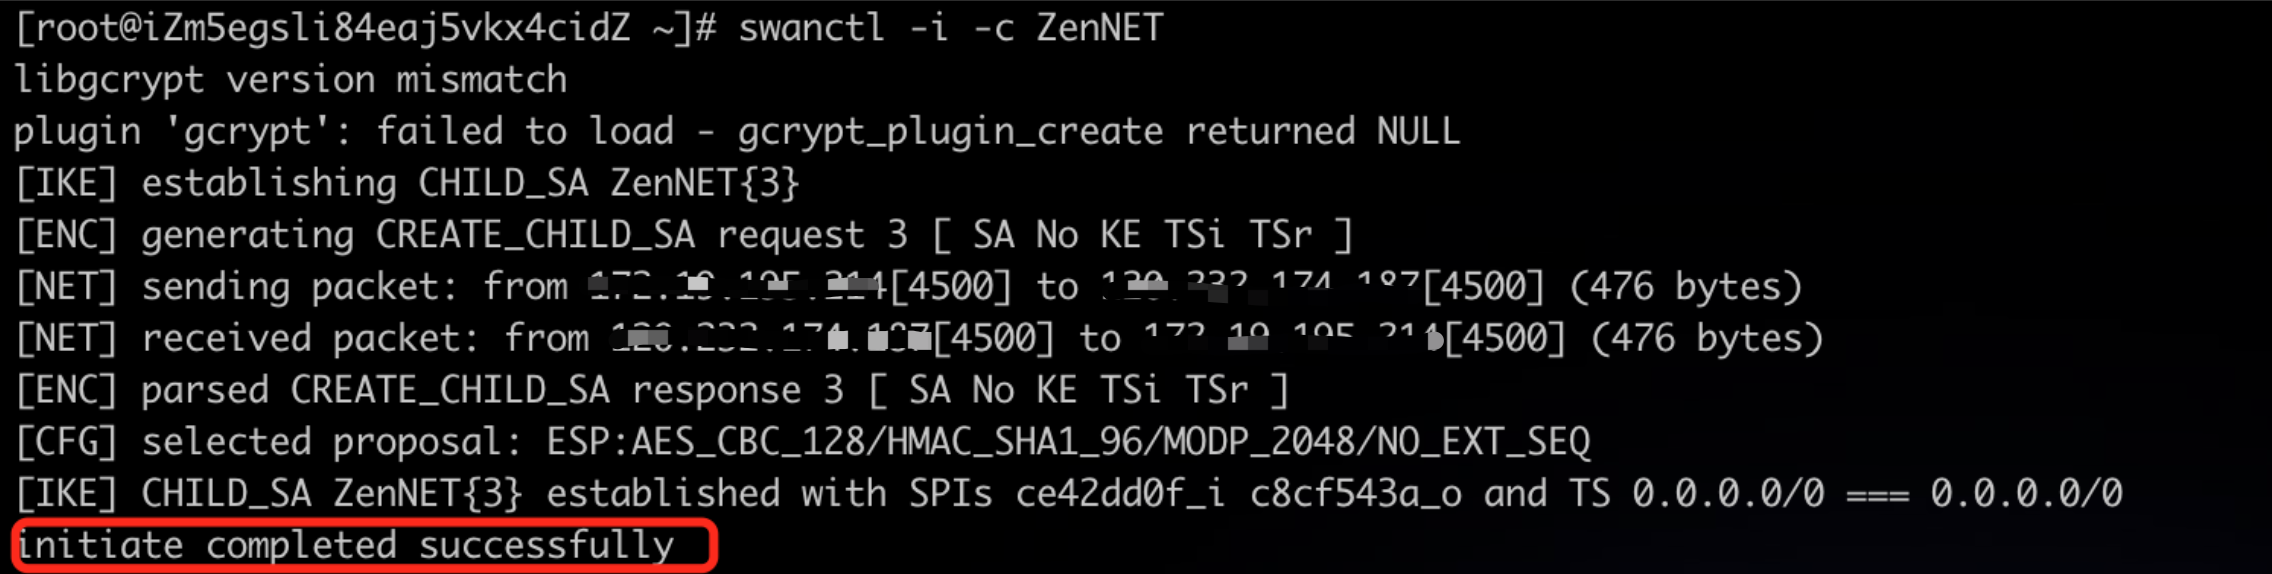 [root@iZm5egsli84eaj5vkx4cidZ ~]# swanctl -i -c ZenNET
libgcrypt version mismatch
plugin 'gcrypt': failed to load - gcrypt_plugin_create returned NULL
[IKE] establishing CHILD_SA ZenNET{3}
[ENC] generating CREATE_CHILD_SA request 3 [ SA No KE TSi TSr ]
[NET] sending packet: from [4500] to [4500] (476 bytes)
[NET] received packet: from [4500] to [4500] (476 bytes)
[ENC] parsed CREATE_CHILD_SA response 3 [ SA No KE TSi TSr ]
[CFG] selected proposal: ESP:AES_CBC_128/HMAC_SHA1_96/MODP_2048/NO_EXT_SEQ
[IKE] CHILD_SA ZenNET{3} established with SPIs ce42dd0f_i c8cf543a_o and TS 0.0.0.0/0 === 0.0.0.0/0
initiate completed successfully